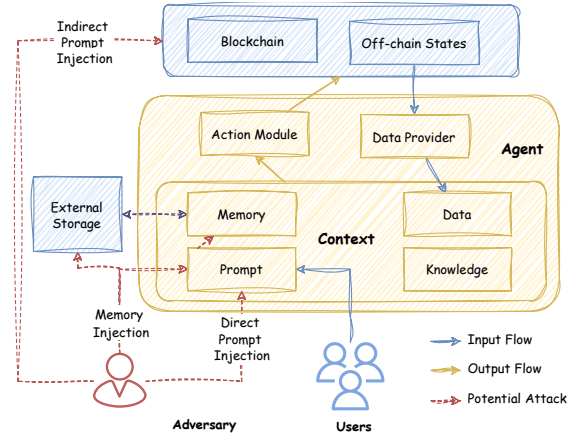 Indirect
Prompt
Injection
Blockchain
Off-chain States
Action Module
Data Provider
Agent
External
Storage
Memory
Data
Context
Prompt
Knowledge
Memory
Injection
Direct
Prompt
Injection
Input Flow
Output Flow
Potential Attack
Adversary
Users